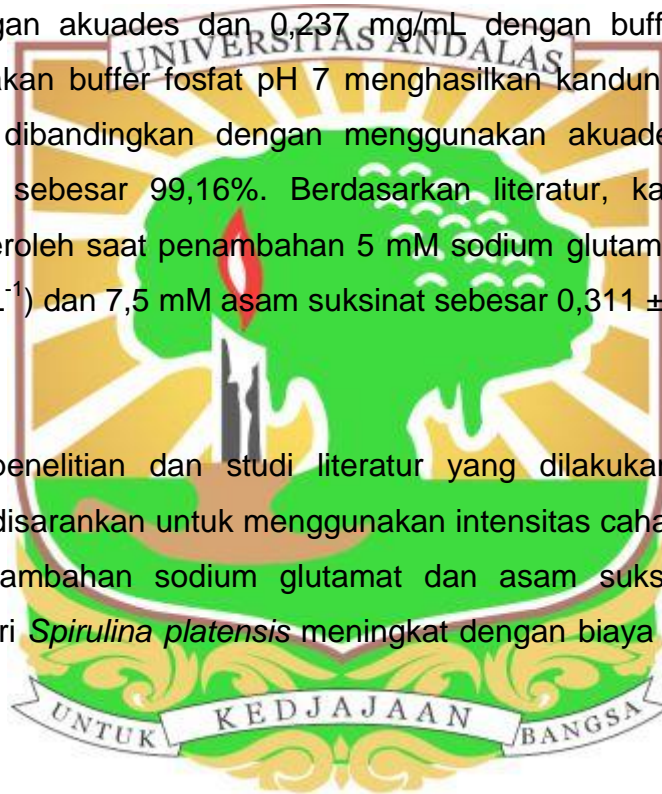 gan akuades dan 0,237 mg/mL dengan buff
UNIVERSITAS ANDALAS
akan buffer fosfat pH 7 menghasilkan kandun
dibandingkan dengan menggunakan akuade
sebesar 99,16%. Berdasarkan literatur, ka
eroleh saat penambahan 5 mM sodium glutam
L⁻¹) dan 7,5 mM asam suksinat sebesar 0,311 ±
penelitian dan studi literatur yang dilakukan
disarankan untuk menggunakan intensitas caha
ambahan sodium glutamat dan asam suks
ri Spirulina platensis meningkat dengan biaya
UNTUK KEDJAJAAN BANGSA